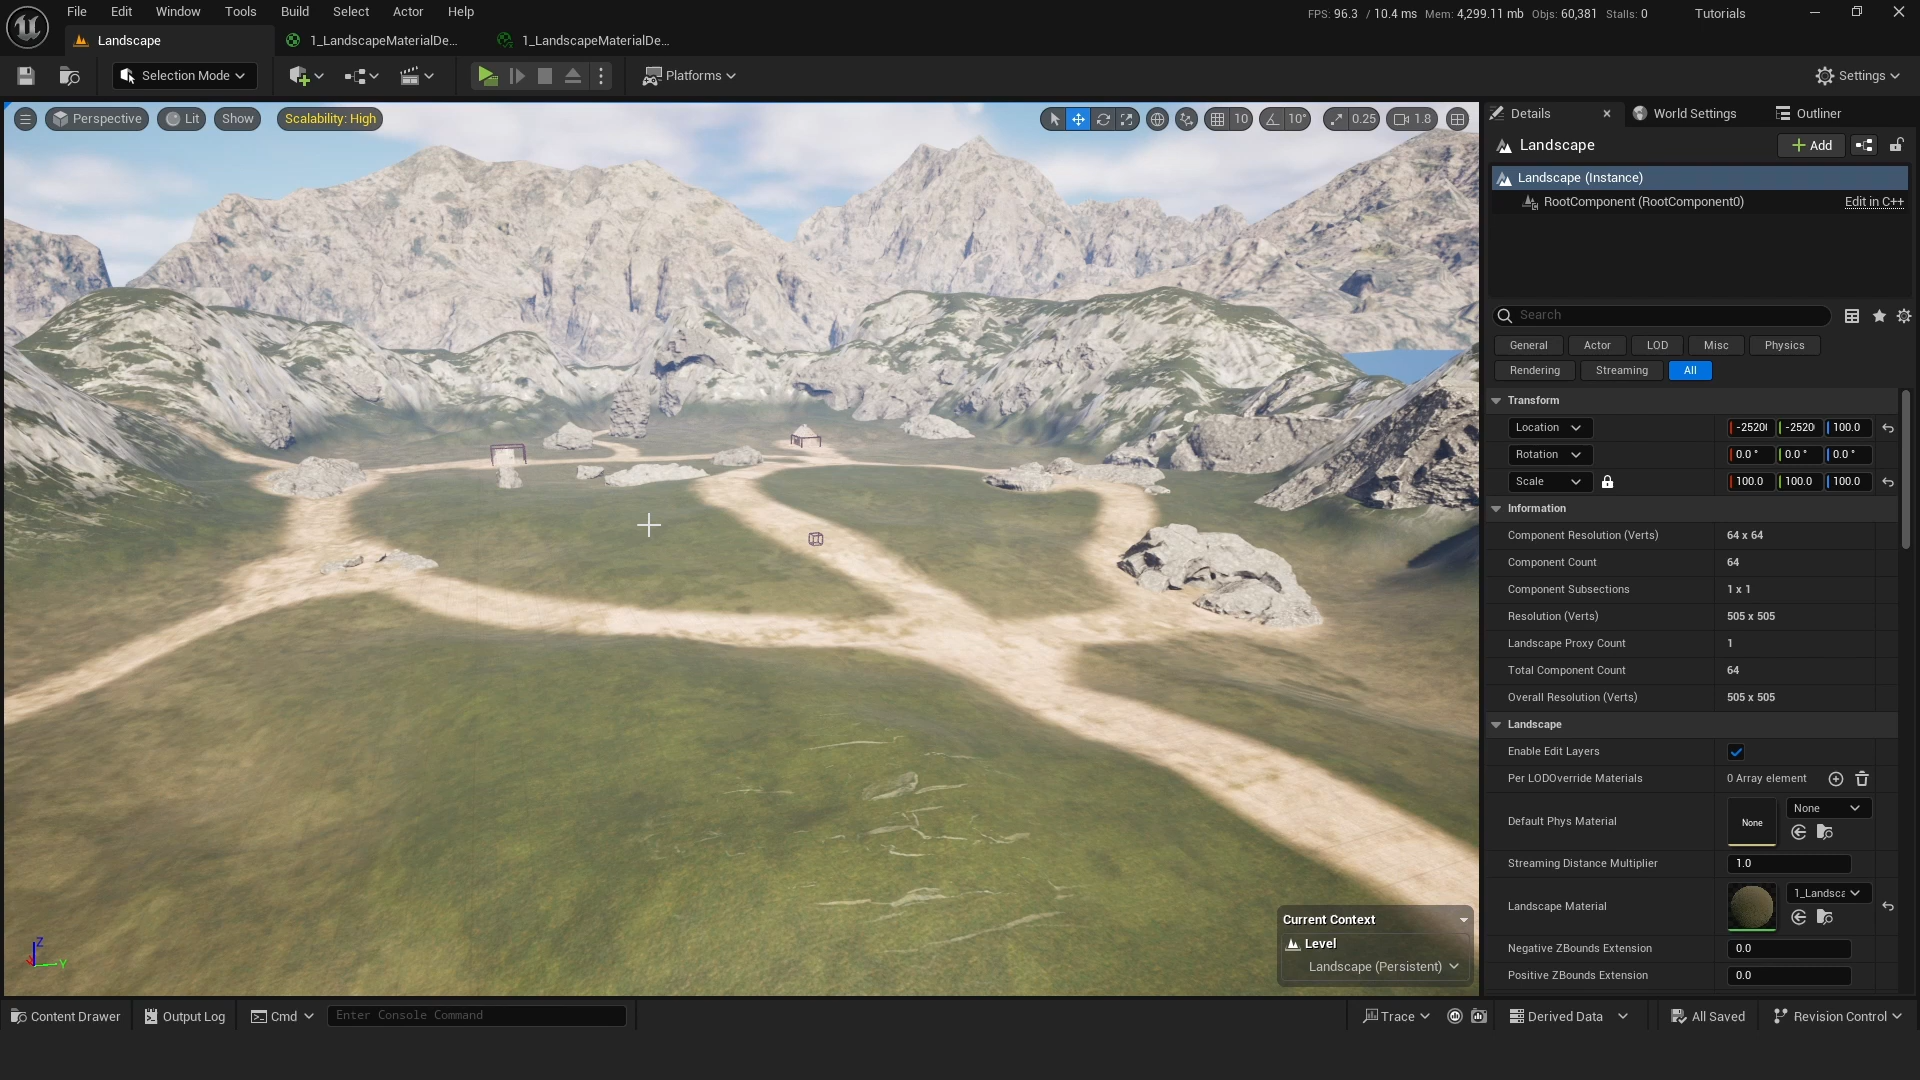 File Edit Window Tools Build Select Actor Help
FPS: 96.3 / 10.4 ms Mem: 4,299.11 mb Objs: 60,381 Stalls: 0
Tutorials
Landscape
1_LandscapeMaterialDe...
1_LandscapeMaterialDe...
Selection Mode
Platforms
Settings
Perspective
Lit
Show
Scalability: High
10
10°
0.25
1.8
Details
World Settings
Outliner
Landscape
Add
Landscape (Instance)
RootComponent (RootComponent0)
Edit in C++
Search
General Actor LOD Misc Physics
Rendering Streaming All
Transform
Location -2520 -2520 100.0
Rotation 0.0 ° 0.0 ° 0.0 °
Scale 100.0 100.0 100.0
Information
Component Resolution (Verts) 64 x 64
Component Count 64
Component Subsections 1 x 1
Resolution (Verts) 505 x 505
Landscape Proxy Count 1
Total Component Count 64
Overall Resolution (Verts) 505 x 505
Landscape
Enable Edit Layers
Per LODOverride Materials 0 Array element
None
Default Phys Material None
Streaming Distance Multiplier 1.0
1_Landsca
Landscape Material
Negative ZBounds Extension 0.0
Positive ZBounds Extension 0.0
Current Context
Level
Landscape (Persistent)
Z
Y
Content Drawer
Output Log
Cmd
Enter Console Command
Trace
Derived Data
All Saved
Revision Control